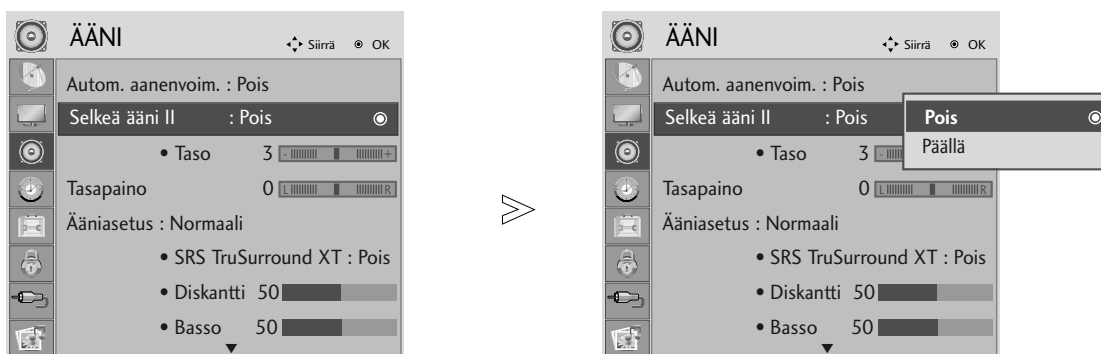 ÄÄNI Siirrä OK
Autom. aanenvoim. : Pois
Selkeä ääni II : Pois
• Taso 3 - +
Tasapaino 0 L R
Ääniasetus : Normaali
• SRS TruSurround XT : Pois
• Diskantti 50
• Basso 50
ÄÄNI Siirrä OK
Autom. aanenvoim. : Pois
Selkeä ääni II : Pois
Pois
Päällä
• Taso 3 -
Tasapaino 0 L R
Ääniasetus : Normaali
• SRS TruSurround XT : Pois
• Diskantti 50
• Basso 50